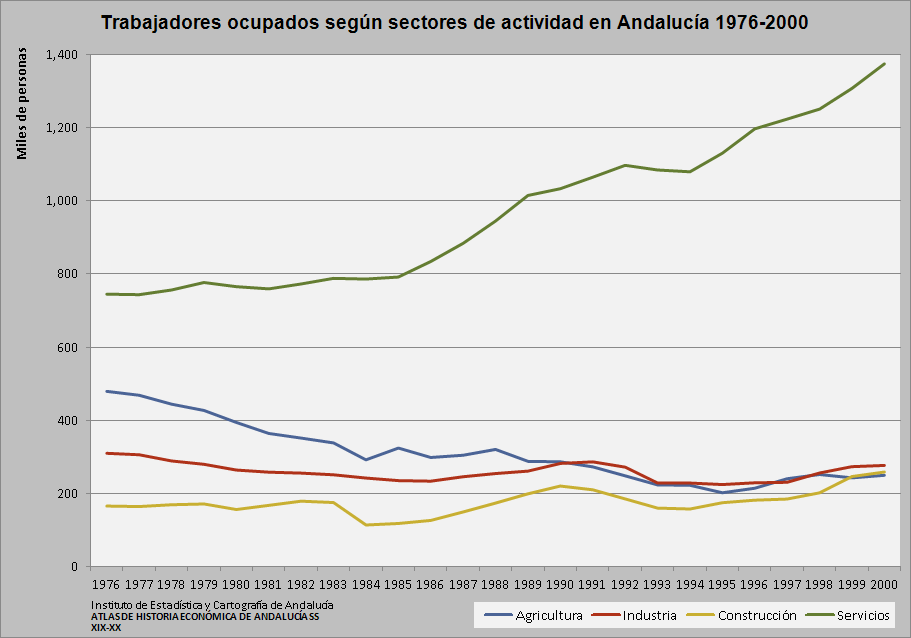 Trabajadores ocupados según sectores de actividad en Andalucía 1976-2000
Miles de personas
1,400
1,200
1,000
800
600
400
200
0
1976 1977 1978 1979 1980 1981 1982 1983 1984 1985 1986 1987 1988 1989 1990 1991 1992 1993 1994 1995 1996 1997 1998 1999 2000
Instituto de Estadística y Cartografía de Andalucía
ATLAS DE HISTORIA ECONÓMICA DE ANDALUCÍA SS
XIX-XX
Agricultura Industria Construcción Servicios